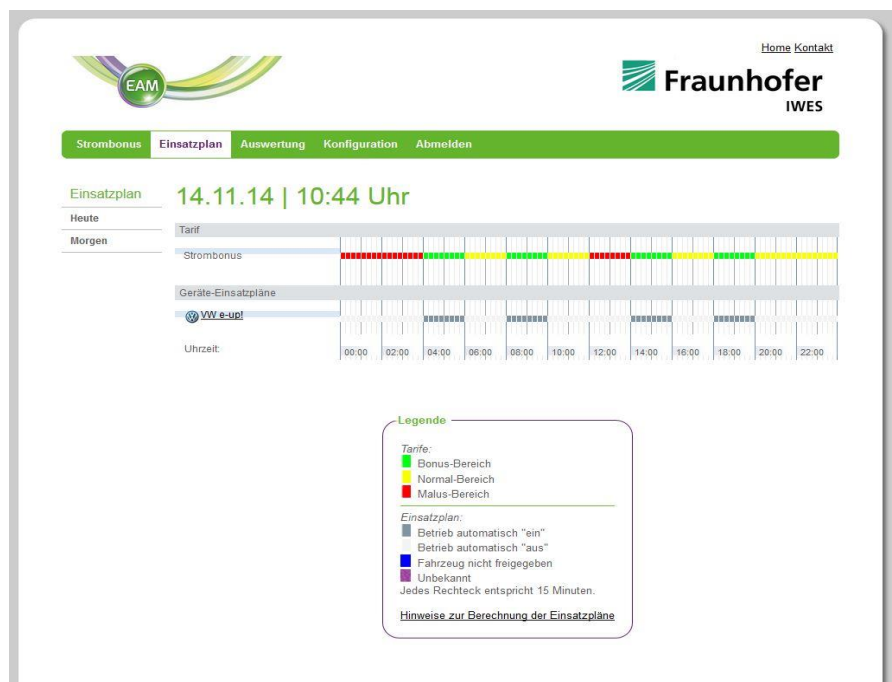 Home Kontakt
EAM
Fraunhofer
IWES
Strombonus Einsatzplan Auswertung Konfiguration Abmelden
Einsatzplan
Heute
Morgen
14.11.14 | 10:44 Uhr
Tarif
Strombonus
Geräte-Einsatzpläne
VW e-up!
Uhrzeit: 00:00 02:00 04:00 06:00 08:00 10:00 12:00 14:00 16:00 18:00 20:00 22:00
Legende
Tarife:
Bonus-Bereich
Normal-Bereich
Malus-Bereich
Einsatzplan:
Betrieb automatisch "ein"
Betrieb automatisch "aus"
Fahrzeug nicht freigegeben
Unbekannt
Jedes Rechteck entspricht 15 Minuten.
Hinweise zur Berechnung der Einsatzpläne